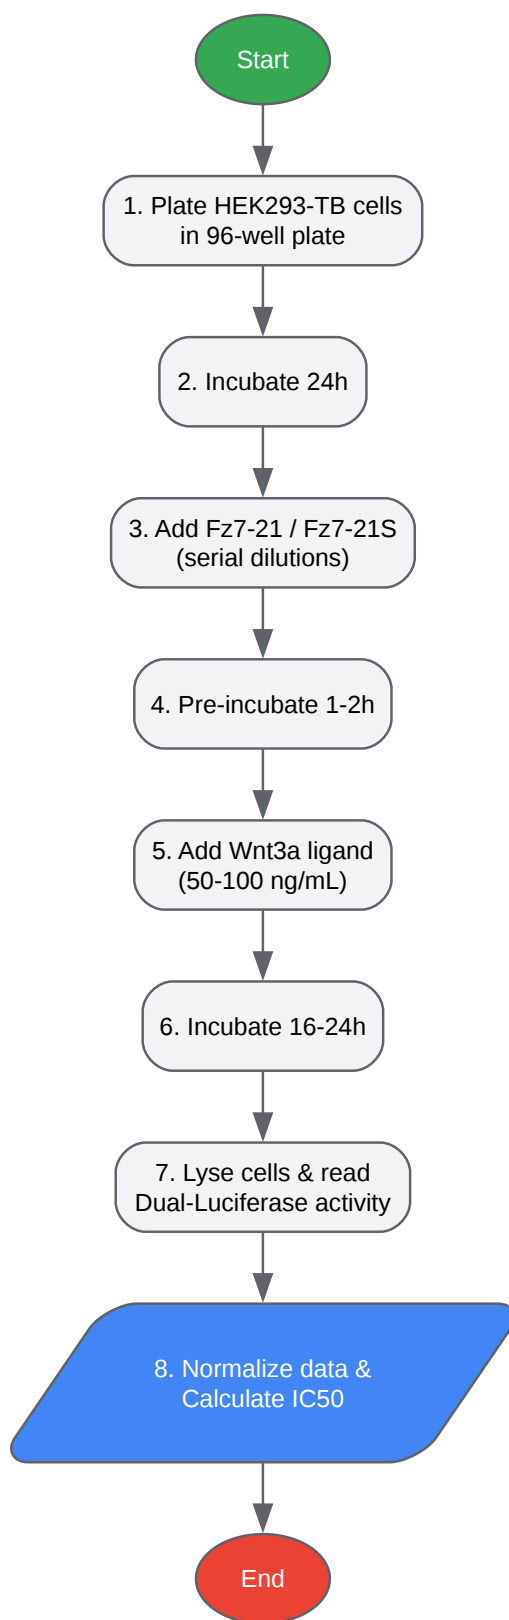 Start
1. Plate HEK293-TB cells
in 96-well plate
2. Incubate 24h
3. Add Fz7-21 / Fz7-21S
(serial dilutions)
4. Pre-incubate 1-2h
5. Add Wnt3a ligand
(50-100 ng/mL)
6. Incubate 16-24h
7. Lyse cells & read
Dual-Luciferase activity
8. Normalize data &
Calculate IC50
End